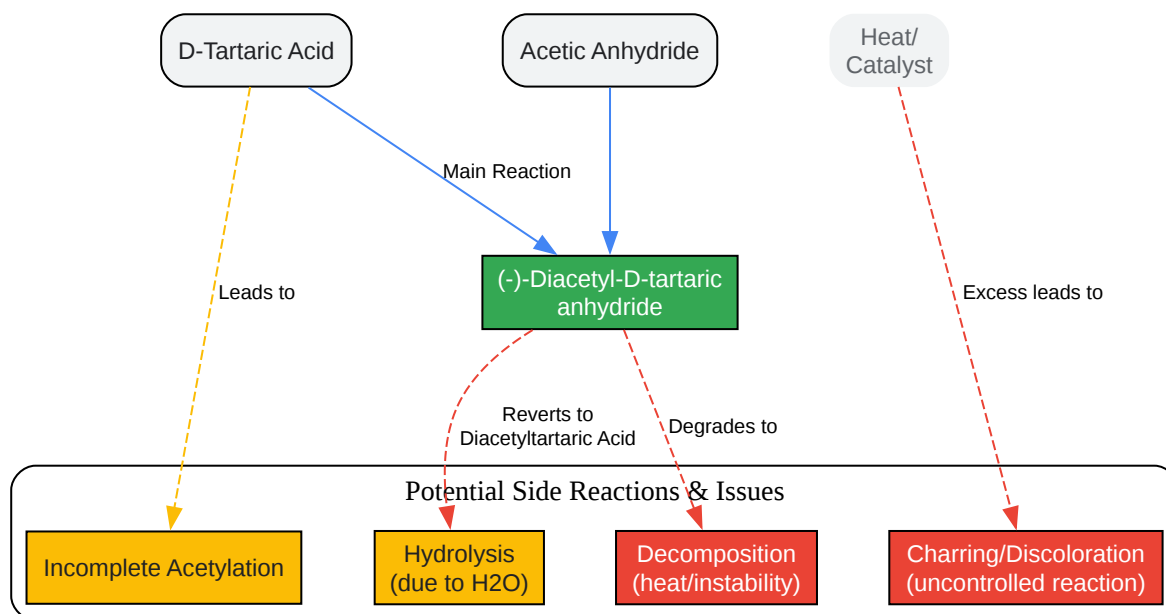 D-Tartaric Acid
Acetic Anhydride
Heat/
Catalyst
Main Reaction
(-)-Diacetyl-D-tartaric
anhydride
Leads to
Excess leads to
Reverts to
Diacetyltartaric Acid
Degrades to
Potential Side Reactions & Issues
Incomplete Acetylation
Hydrolysis
(due to H2O)
Decomposition
(heat/instability)
Charring/Discoloration
(uncontrolled reaction)